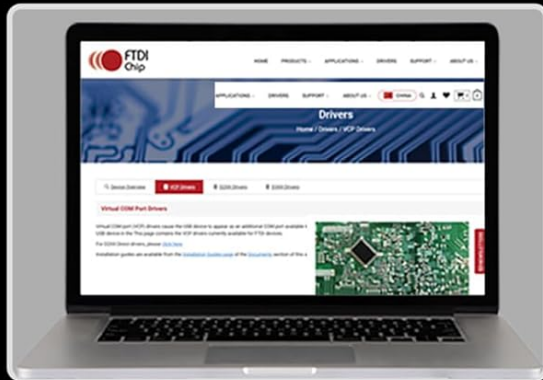 FTDI
Chip
HOME PRODUCTS APPLICATIONS DRIVERS SUPPORT ABOUT US
APPLICATIONS DRIVERS SUPPORT ABOUT US CHINA
Drivers
Home / Drivers / VCP Drivers
Device Overview VCP Drivers D2XX Drivers D3XX Drivers
Virtual COM Port Drivers
Virtual COM port (VCP) drivers cause the USB device to appear as an additional COM port available t
USB device in the This page contains the VCP drivers currently available for FTDI devices.
For D2XX Direct drivers, please click here.
Installation guides are available from the Installation Guides page of the Documents section of this s